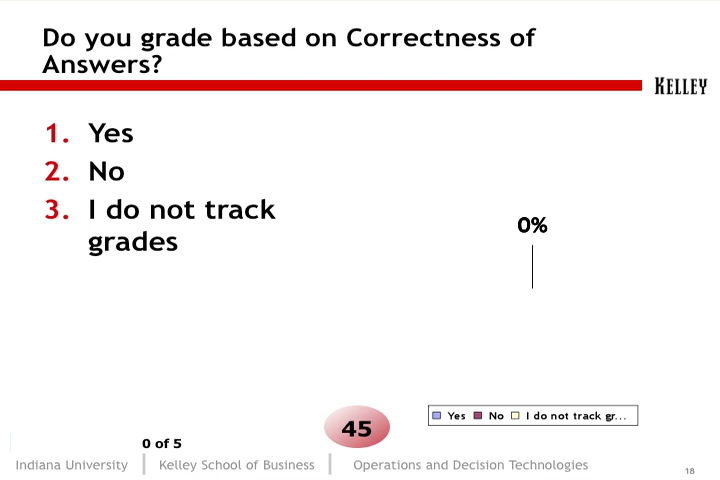 Do you grade based on Correctness of
Answers?
KELLEY
1. Yes
2. No
3. I do not track
grades
0%
Yes No I do not track gr...
45
0 of 5
Indiana University Kelley School of Business Operations and Decision Technologies
18